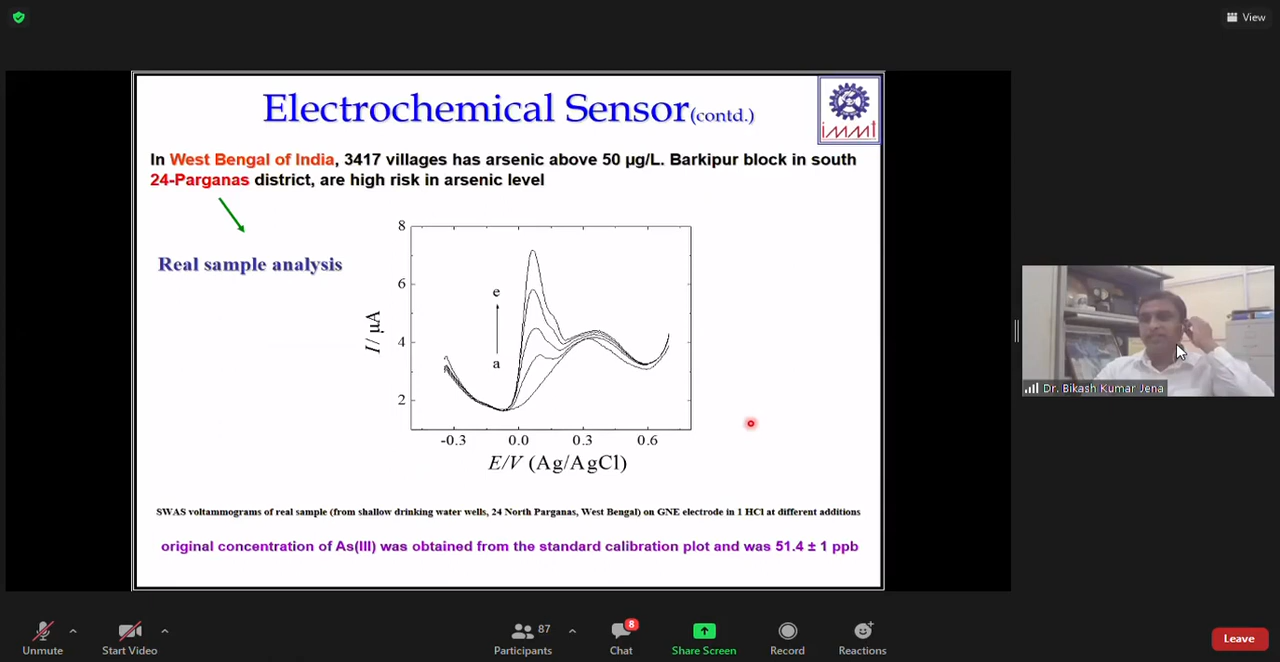 View
Electrochemical Sensor(contd.)
immt
In West Bengal of India, 3417 villages has arsenic above 50 µg/L. Barkipur block in south
24-Parganas district, are high risk in arsenic level
Real sample analysis
8
6
4
2
I/ µA
e
a
-0.3 0.0 0.3 0.6
E/V (Ag/AgCl)
SWAS voltammograms of real sample (from shallow drinking water wells, 24 North Parganas, West Bengal) on GNE electrode in 1 HCl at different additions
original concentration of As(III) was obtained from the standard calibration plot and was 51.4 ± 1 ppb
Dr. Bikash Kumar Jena
87
8
Unmute
Start Video
Participants
Chat
Share Screen
Record
Reactions
Leave